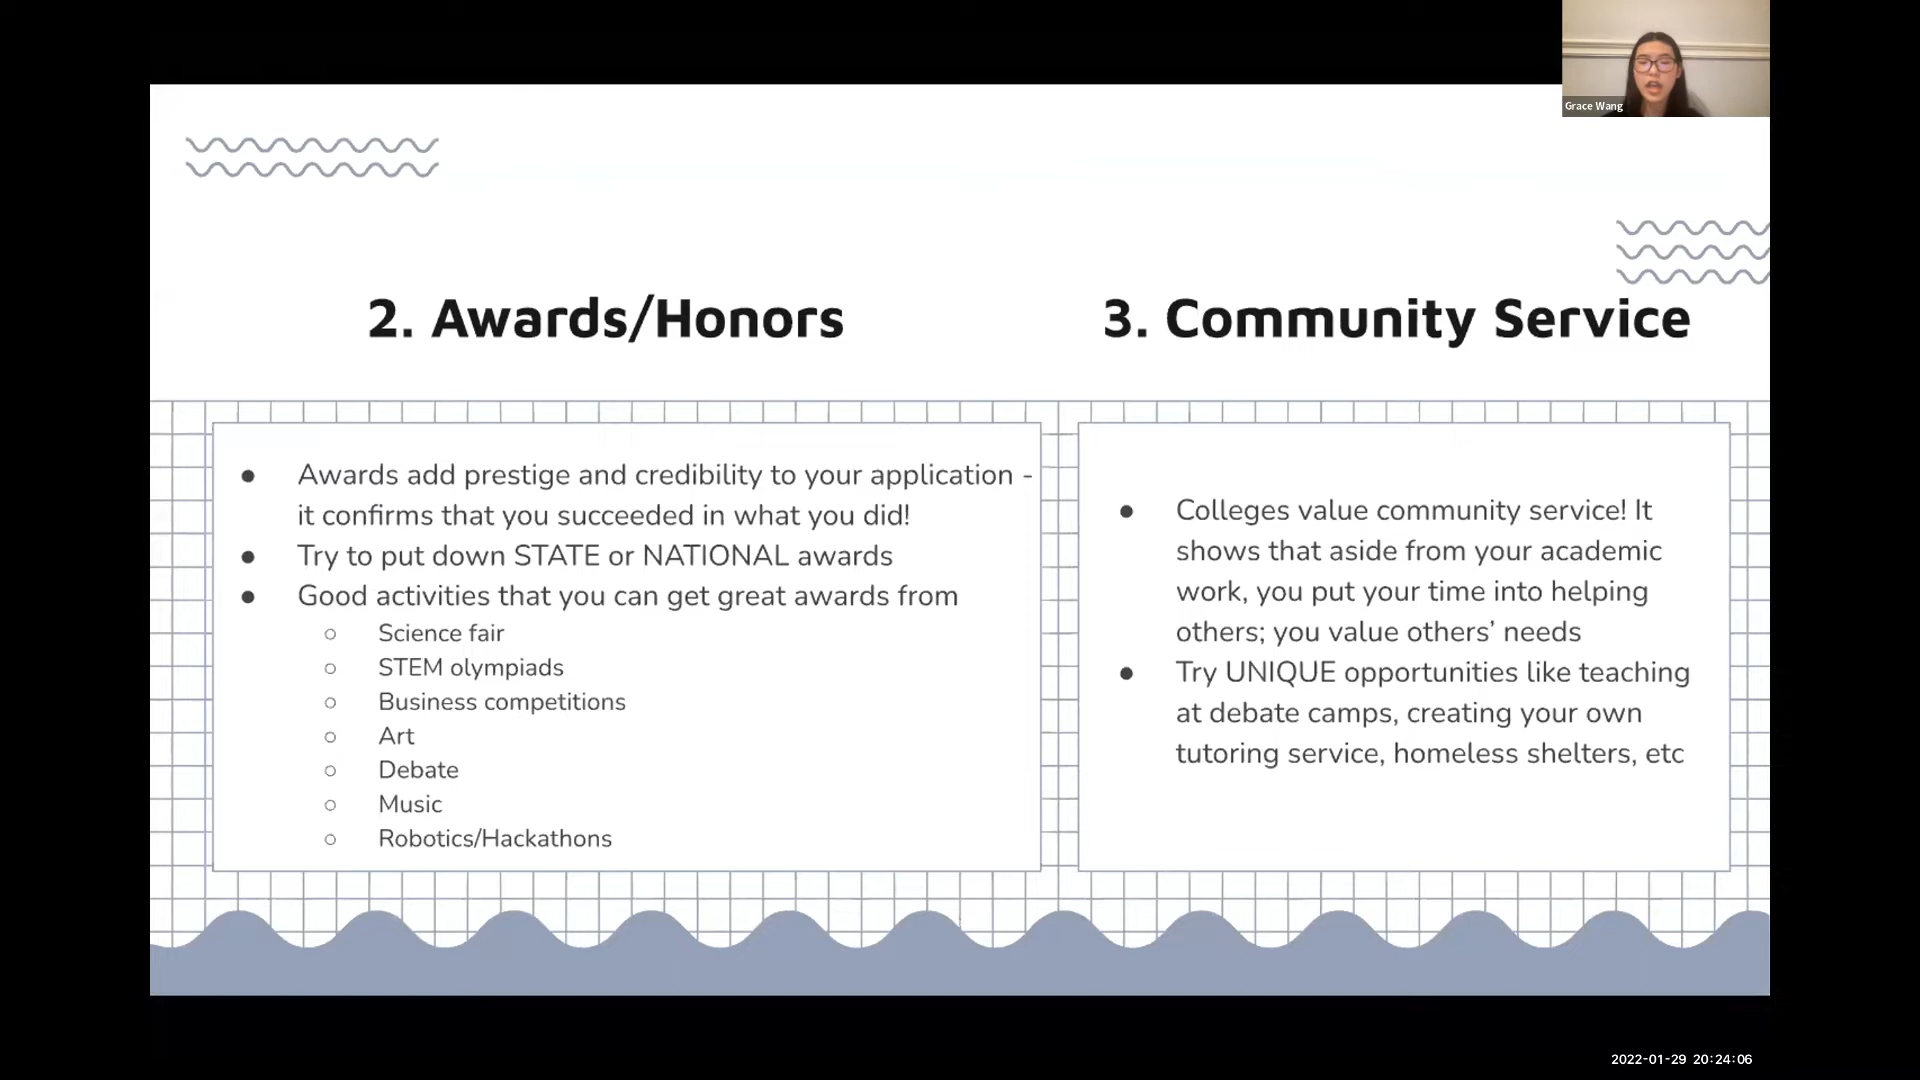 Grace Wang
2. Awards/Honors
● Awards add prestige and credibility to your application -
it confirms that you succeeded in what you did!
● Try to put down STATE or NATIONAL awards
● Good activities that you can get great awards from
○ Science fair
○ STEM olympiads
○ Business competitions
○ Art
○ Debate
○ Music
○ Robotics/Hackathons
3. Community Service
● Colleges value community service! It
shows that aside from your academic
work, you put your time into helping
others; you value others’ needs
● Try UNIQUE opportunities like teaching
at debate camps, creating your own
tutoring service, homeless shelters, etc
2022-01-29 20:24:06